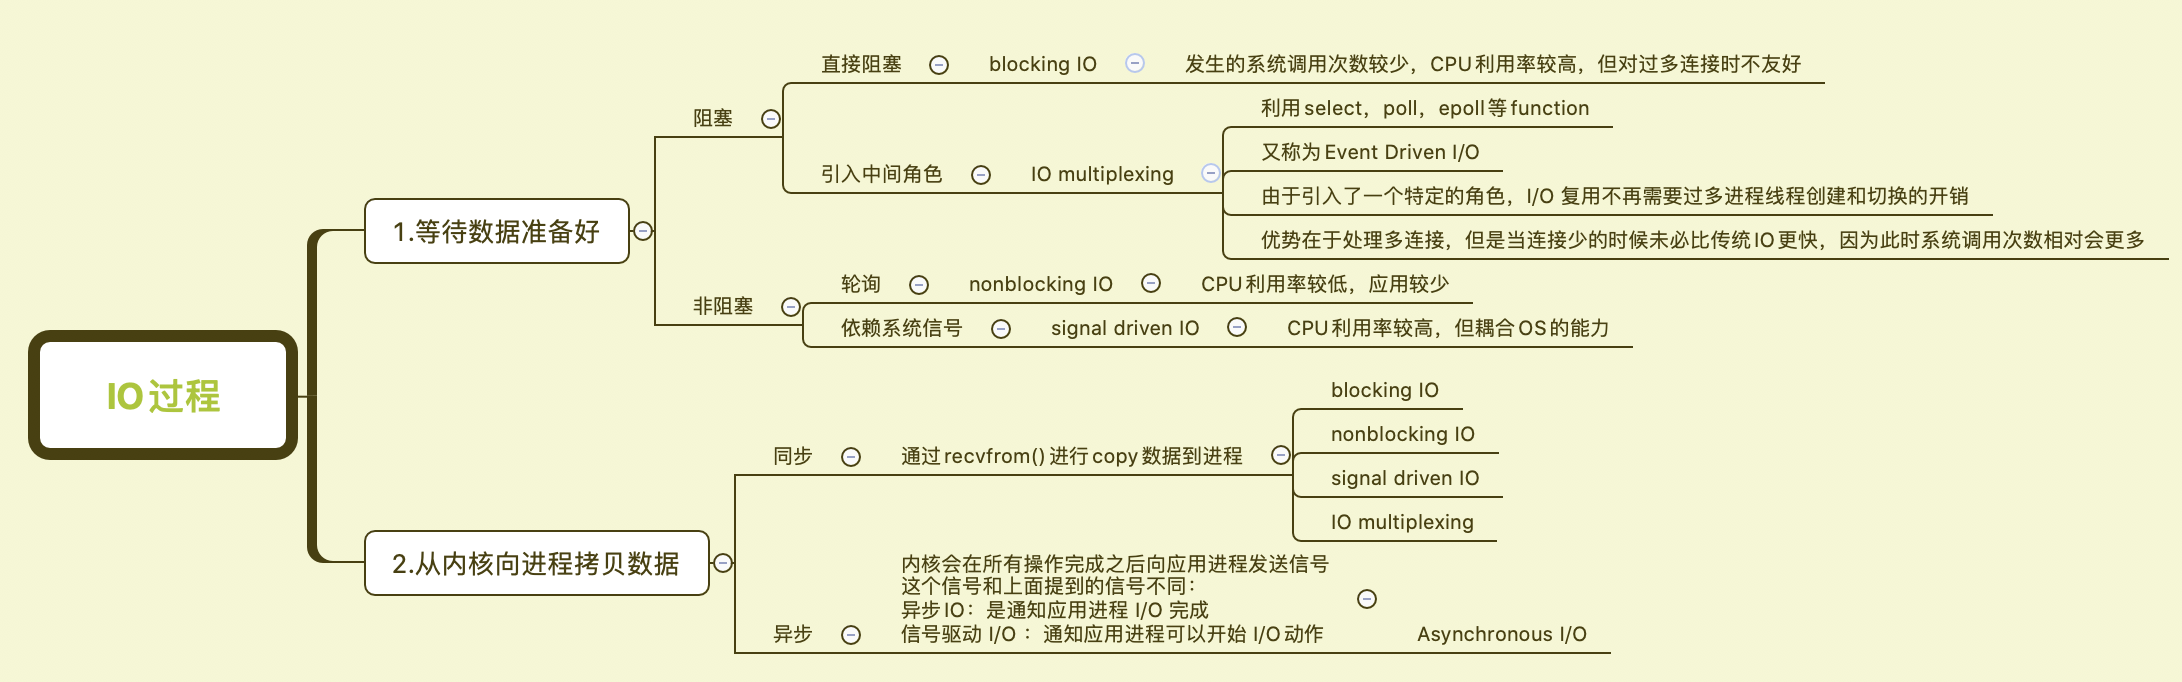 IO过程
1.等待数据准备好
阻塞
直接阻塞
blocking IO
发生的系统调用次数较少，CPU利用率较高，但对过多连接时不友好
引入中间角色
IO multiplexing
利用select，poll，epoll等function
又称为Event Driven I/O
由于引入了一个特定的角色，I/O 复用不再需要过多进程线程创建和切换的开销
优势在于处理多连接，但是当连接少的时候未必比传统IO更快，因为此时系统调用次数相对会更多
非阻塞
轮询
nonblocking IO
CPU利用率较低，应用较少
依赖系统信号
signal driven IO
CPU利用率较高，但耦合OS的能力
2.从内核向进程拷贝数据
同步
通过recvfrom()进行copy数据到进程
blocking IO
nonblocking IO
signal driven IO
IO multiplexing
异步
内核会在所有操作完成之后向应用进程发送信号
这个信号和上面提到的信号不同：
异步IO：是通知应用进程 I/O 完成
信号驱动 I/O ：通知应用进程可以开始 I/O动作
Asynchronous I/O